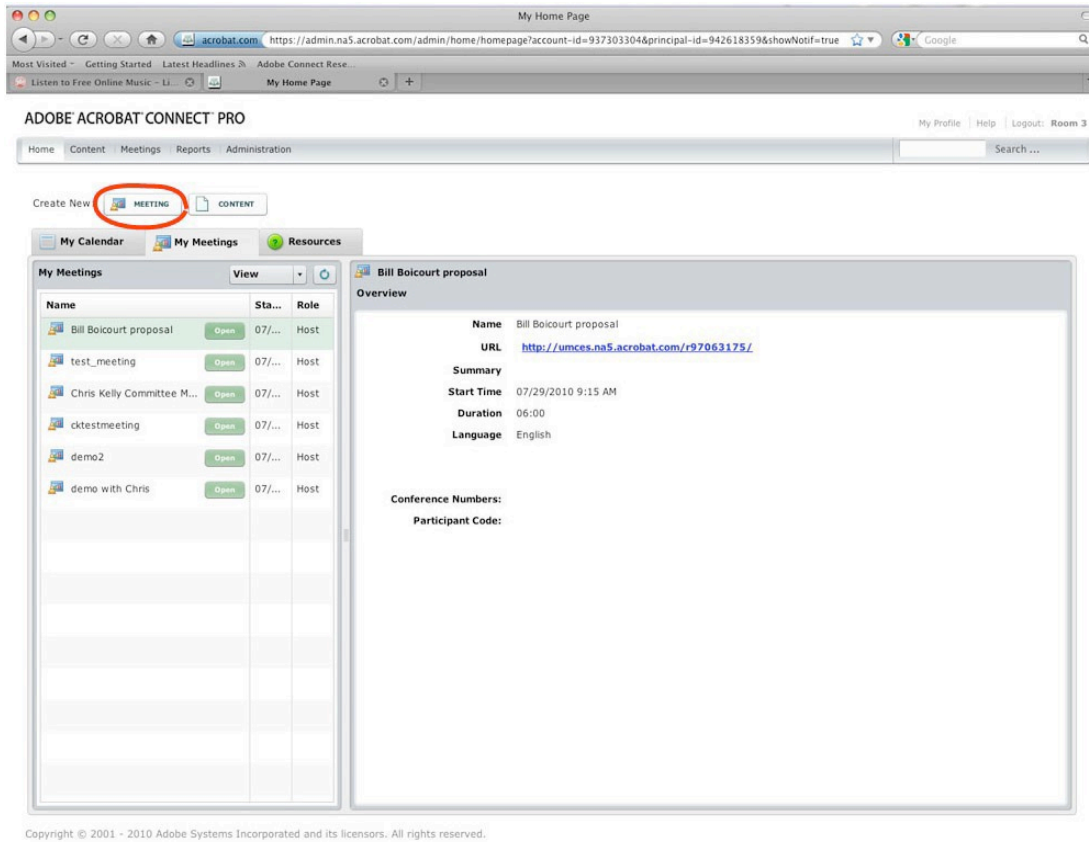 My Home Page
acrobat.com https://admin.na5.acrobat.com/admin/home/homepage?account-id=937303304&principal-id=942618359&showNotif=true Google
Most Visited Getting Started Latest Headlines Adobe Connect Rese...
Listen to Free Online Music – Li... My Home Page +
ADOBE® ACROBAT® CONNECT™ PRO
My Profile Help Logout: Room 3
Home Content Meetings Reports Administration Search ...
Create New: MEETING CONTENT
My Calendar My Meetings ? Resources
My Meetings View Bill Boicourt proposal
Overview
Name Sta... Role
Bill Boicourt proposal Open 07/... Host
test_meeting Open 07/... Host
Chris Kelly Committee M... Open 07/... Host
cktestmeeting Open 07/... Host
demo2 Open 07/... Host
demo with Chris Open 07/... Host
Name Bill Boicourt proposal
URL http://umces.na5.acrobat.com/r97063175/
Summary
Start Time 07/29/2010 9:15 AM
Duration 06:00
Language English
Conference Numbers:
Participant Code:
Copyright © 2001 - 2010 Adobe Systems Incorporated and its licensors. All rights reserved.